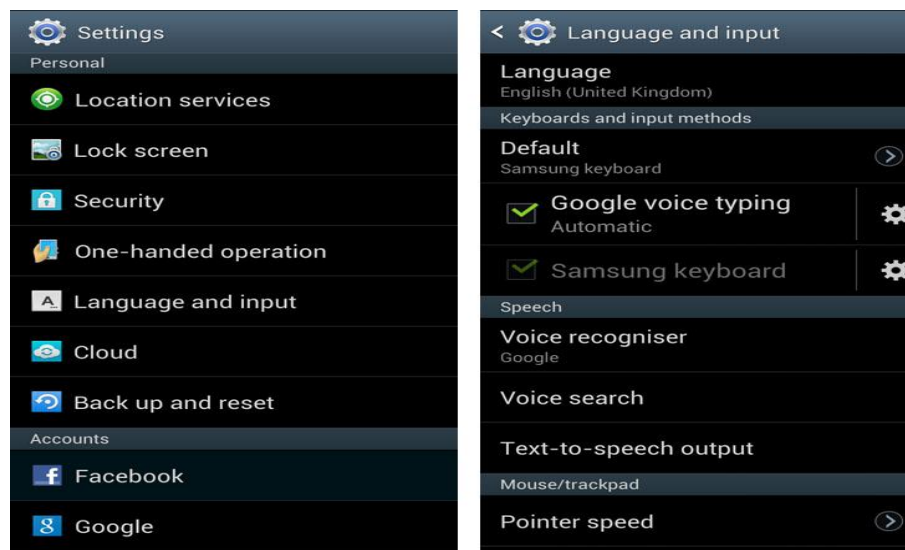 Settings
Personal
Location services
Lock screen
Security
One-handed operation
A Language and input
Cloud
Back up and reset
Accounts
f Facebook
8 Google
< Language and input
Language
English (United Kingdom)
Keyboards and input methods
Default
Samsung keyboard
Google voice typing
Automatic
Samsung keyboard
Speech
Voice recogniser
Google
Voice search
Text-to-speech output
Mouse/trackpad
Pointer speed